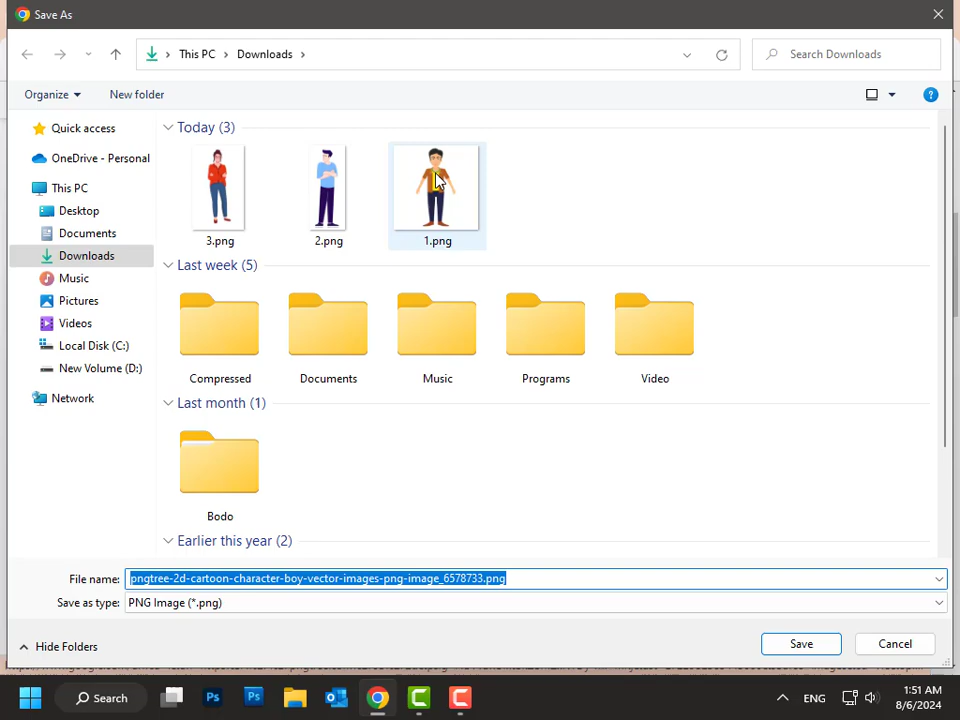 Save As
This PC
Downloads
Search Downloads
Organize
New folder
Quick access
OneDrive - Personal
This PC
Desktop
Documents
Downloads
Music
Pictures
Videos
Local Disk (C:)
New Volume (D:)
Network
Today (3)
3.png
2.png
1.png
Last week (5)
Compressed
Documents
Music
Programs
Video
Last month (1)
Bodo
Earlier this year (2)
File name:
pngtree-2d-cartoon-character-boy-vector-images-png-image_6578733.png
Save as type:
PNG Image (*.png)
Hide Folders
Save
Cancel
Search
Ps
Ps
ENG
1:51 AM
8/6/2024